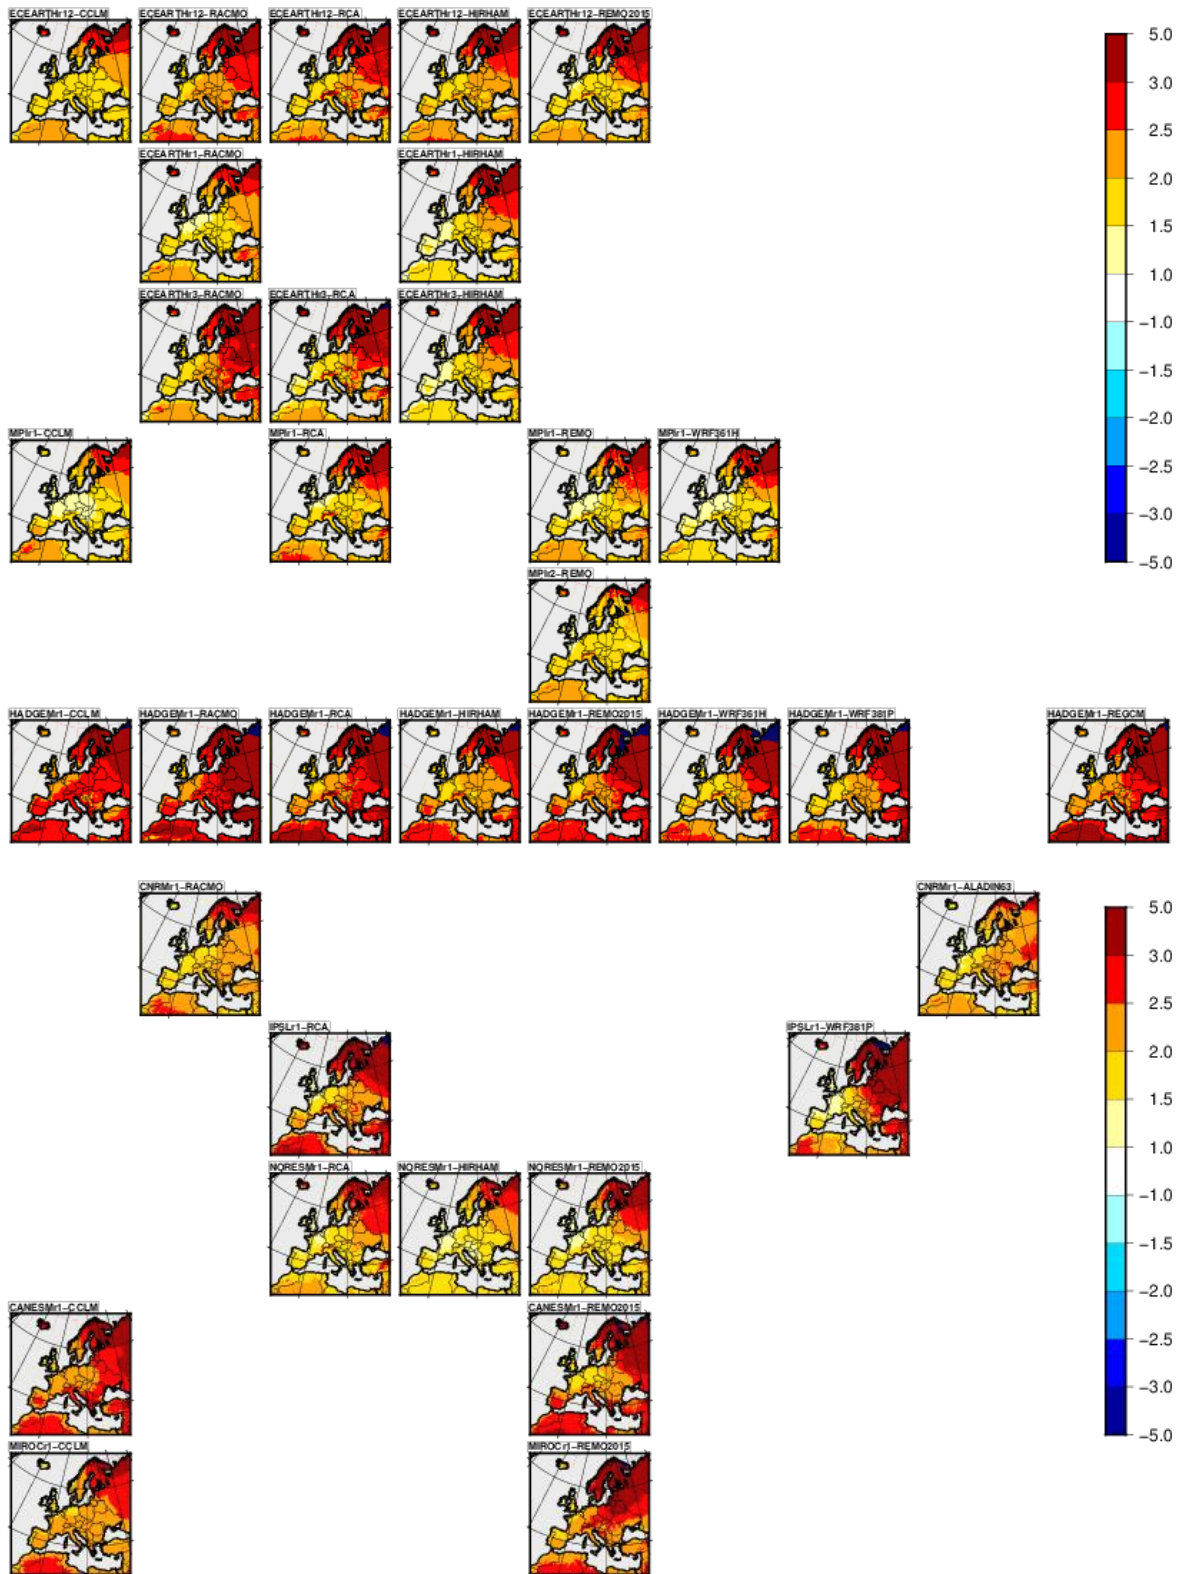 ECEARTHr12-CCLM ECEARTHr12-RACMO ECEARTHr12-RCA ECEARTHr12-HIRHAM ECEARTHr12-REMO2015
ECEARTHr1-RACMO ECEARTHr1-HIRHAM
ECEARTHr3-RACMO ECEARTHr3-RCA ECEARTHr3-HIRHAM
MPIr1-CCLM MPIr1-RCA MPIr1-REMO MPIr1-WRF361H
MPIr2-REMO
5.0
3.0
2.5
2.0
1.5
1.0
−1.0
−1.5
−2.0
−2.5
−3.0
−5.0
HADGEMr1-CCLM HADGEMr1-RACMO HADGEMr1-RCA HADGEMr1-HIRHAM HADGEMr1-REMO2015 HADGEMr1-WRF361H HADGEMr1-WRF381P HADGEMr1-REGCM
CNRMr1-RACMO CNRMr1-ALADIN63
IPSLr1-RCA IPSLr1-WRF381P
NORESMr1-RCA NORESMr1-HIRHAM NORESMr1-REMO2015
CANESMr1-CCLM CANESMr1-REMO2015
MIROCr1-CCLM MIROCr1-REMO2015
5.0
3.0
2.5
2.0
1.5
1.0
−1.0
−1.5
−2.0
−2.5
−3.0
−5.0